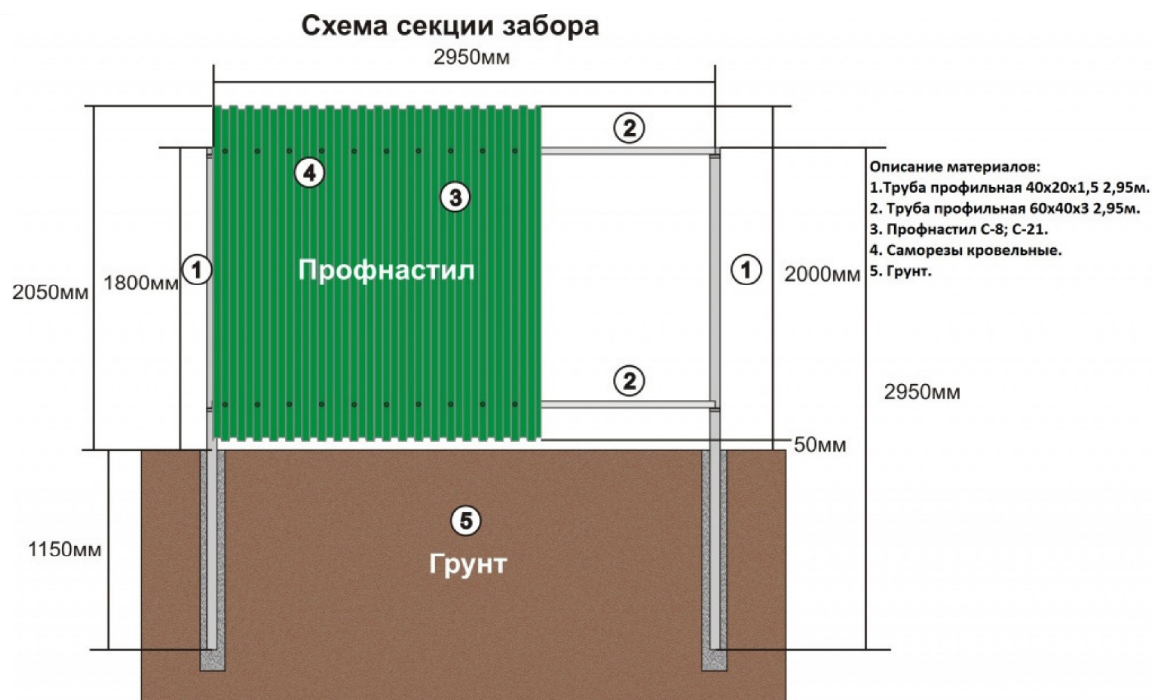 Схема секции забора
2950мм
2
4
3
Описание материалов:
1.Труба профильная 40х20х1,5 2,95м.
2. Труба профильная 60х40х3 2,95м.
3. Профнастил С-8; С-21.
4. Саморезы кровельные.
5. Грунт.
1
Профнастил
1
2050мм
1800мм
2000мм
2
2950мм
50мм
5
1150мм
Грунт